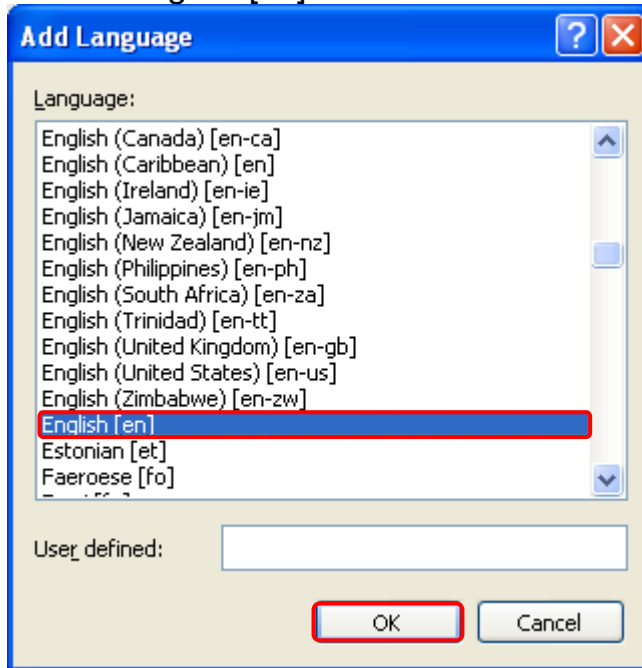 Add Language
Language:
English (Canada) [en-ca]
English (Caribbean) [en]
English (Ireland) [en-ie]
English (Jamaica) [en-jm]
English (New Zealand) [en-nz]
English (Philippines) [en-ph]
English (South Africa) [en-za]
English (Trinidad) [en-tt]
English (United Kingdom) [en-gb]
English (United States) [en-us]
English (Zimbabwe) [en-zw]
English [en]
Estonian [et]
Faeroese [fo]
User defined:
OK Cancel